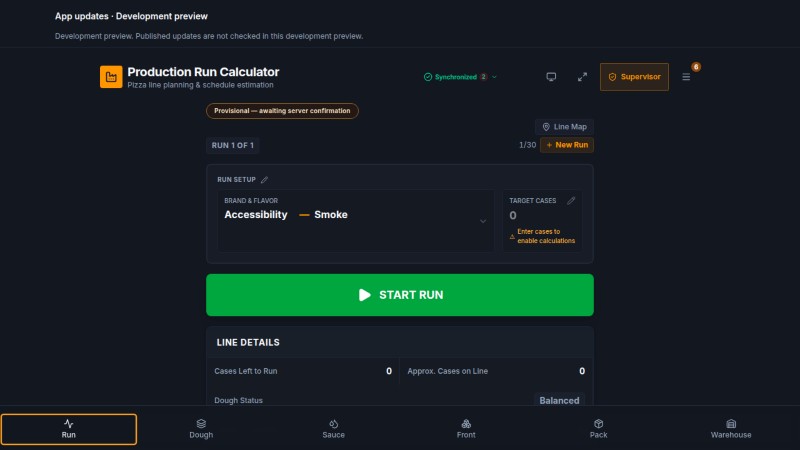 App updates · Development preview
Development preview. Published updates are not checked in this development preview.
Production Run Calculator
Pizza line planning & schedule estimation
Synchronized 2
Supervisor
6
Provisional — awaiting server confirmation
Line Map
RUN 1 OF 1
1/30
+ New Run
RUN SETUP
BRAND & FLAVOR
Accessibility — Smoke
TARGET CASES
0
⚠ Enter cases to
enable calculations
START RUN
LINE DETAILS
Cases Left to Run 0
Approx. Cases on Line 0
Dough Status Balanced
Run
Dough
Sauce
Front
Pack
Warehouse